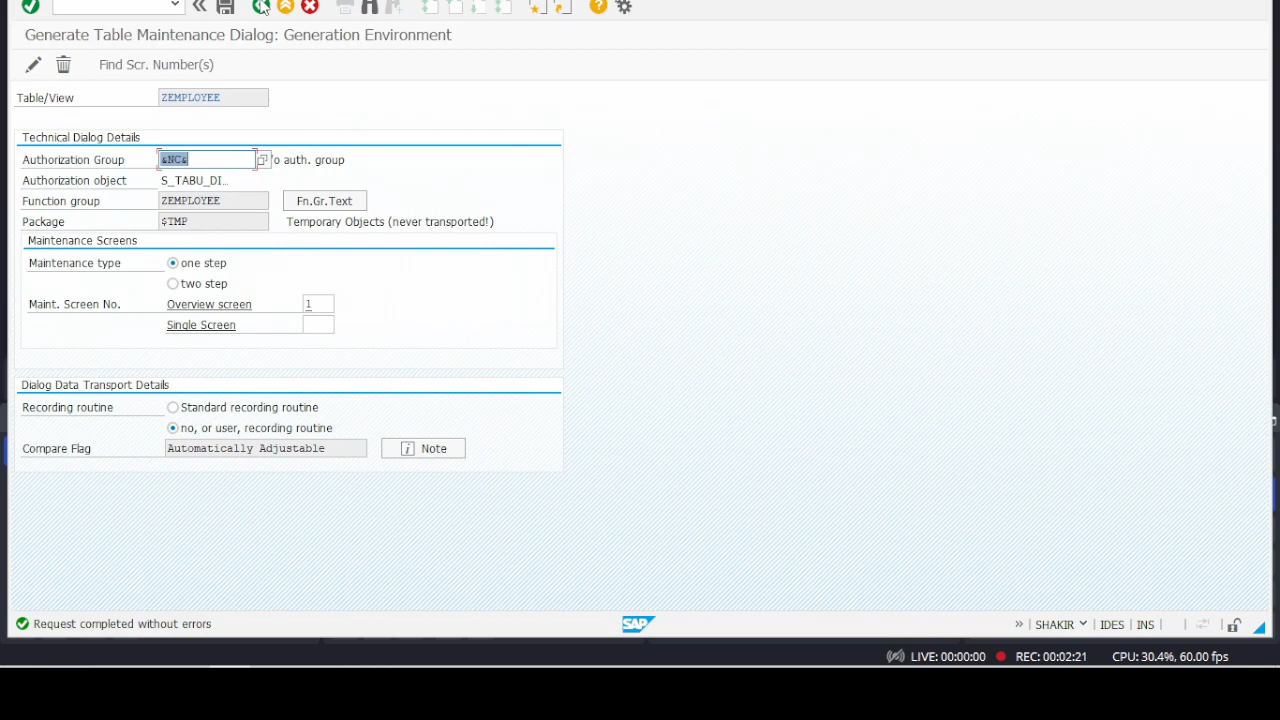 Generate Table Maintenance Dialog: Generation Environment
Find Scr. Number(s)
Table/View ZEMPLOYEE
Technical Dialog Details
Authorization Group &NC& o auth. group
Authorization object S_TABU_DI...
Function group ZEMPLOYEE Fn.Gr.Text
Package $TMP Temporary Objects (never transported!)
Maintenance Screens
Maintenance type one step
two step
Maint. Screen No. Overview screen 1
Single Screen
Dialog Data Transport Details
Recording routine Standard recording routine
no, or user, recording routine
Compare Flag Automatically Adjustable i Note
Request completed without errors SAP » SHAKIR IDES INS
LIVE: 00:00:00 REC: 00:02:21 CPU: 30.4%, 60.00 fps